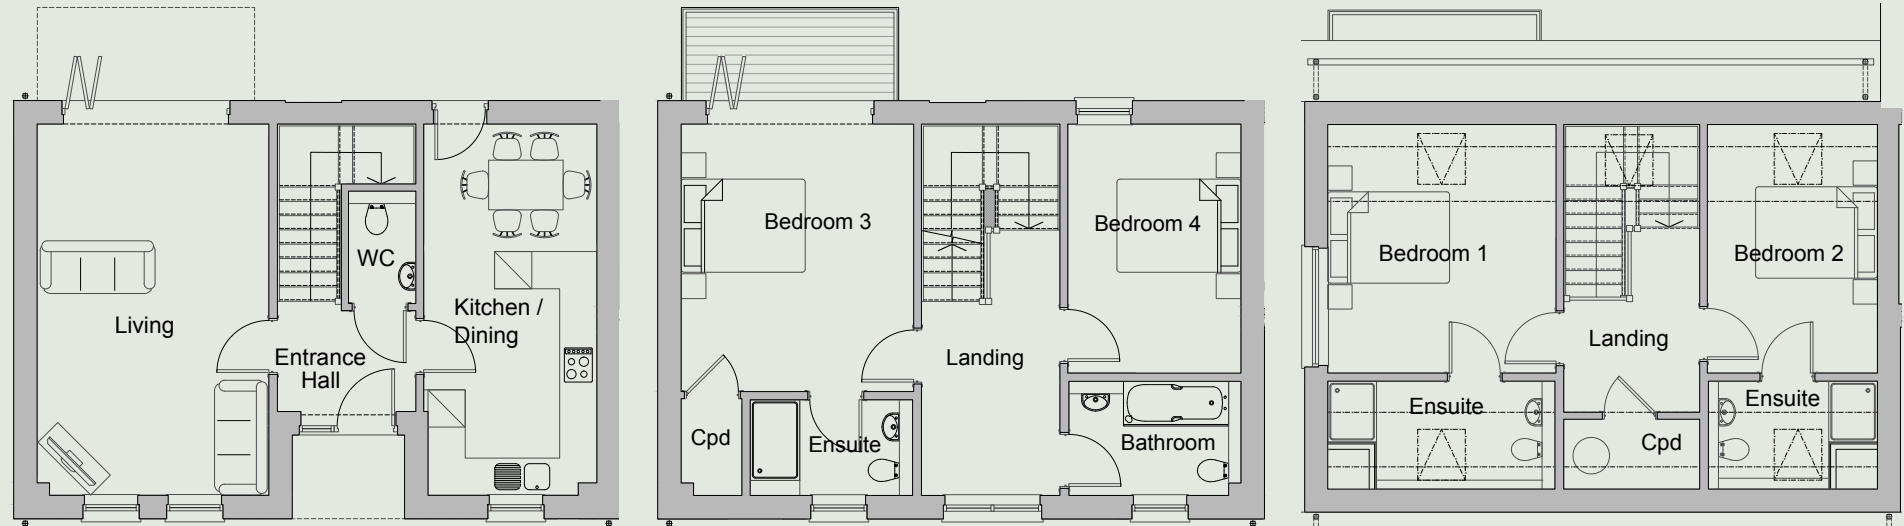 Living
Entrance
Hall
WC
Kitchen /
Dining
Bedroom 3
Bedroom 4
Landing
Cpd
Ensuite
Bathroom
Bedroom 1
Bedroom 2
Landing
Ensuite
Cpd
Ensuite